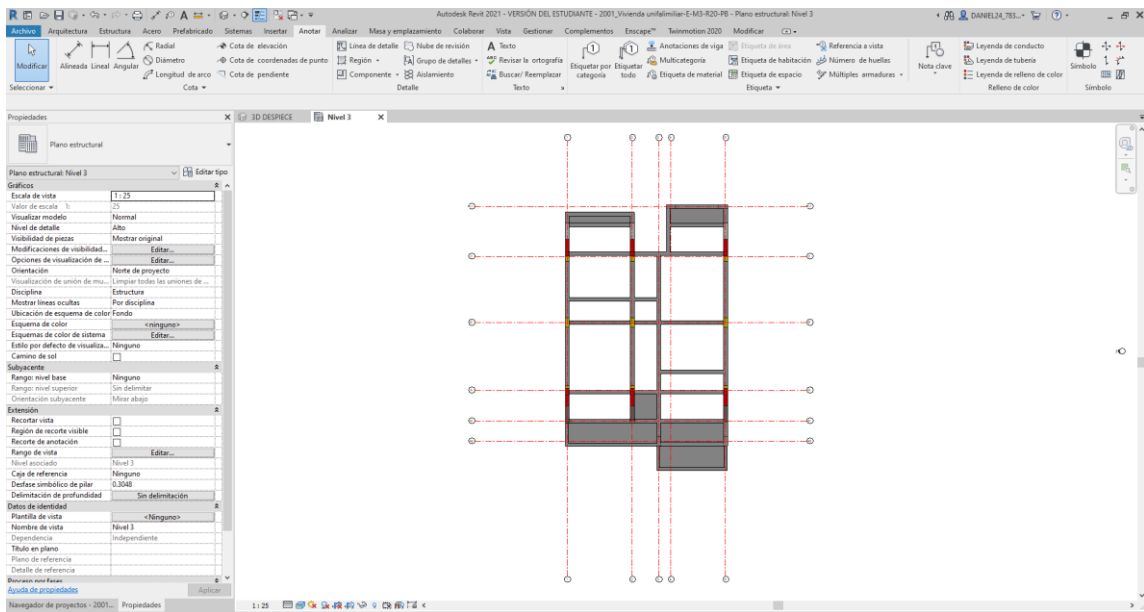 Autodesk Revit 2021 - VERSIÓN DEL ESTUDIANTE - 2001_Vivienda unifalimiliar-E-M3-R20-PB - Plano estructural: Nivel 3
DANIEL24_783...
Archivo Arquitectura Estructura Acero Prefabricado Sistemas Insertar Anotar Analizar Masa y emplazamiento Colaborar Vista Gestionar Complementos Enscape™ Twinmotion 2020 Modificar
Modificar
Alineada Lineal Angular
Radial
Diámetro
Longitud de arco
Cota de elevación
Cota de coordenadas de punto
Cota de pendiente
Línea de detalle
Región
Componente
Nube de revisión
Grupo de detalles
Aislamiento
A Texto
Revisar la ortografía
Buscar/ Reemplazar
Etiquetar por categoría
Etiquetar todo
Anotaciones de viga
Multicategoría
Etiqueta de material
Etiqueta de área
Etiqueta de habitación
Etiqueta de espacio
Referencia a vista
Número de huellas
Múltiples armaduras
Nota clave
Leyenda de conducto
Leyenda de tubería
Leyenda de relleno de color
Símbolo
Seleccionar Cota Detalle Texto Etiqueta Relleno de color Símbolo
Propiedades
3D DESPIECE
Nivel 3
Plano estructural
Plano estructural: Nivel 3 Editar tipo
Gráficos
Escala de vista 1 : 25
Valor de escala 1: 25
Visualizar modelo Normal
Nivel de detalle Alto
Visibilidad de piezas Mostrar original
Modificaciones de visibilidad... Editar...
Opciones de visualización de ... Editar...
Orientación Norte de proyecto
Visualización de unión de mu... Limpiar todas las uniones de ...
Disciplina Estructura
Mostrar líneas ocultas Por disciplina
Ubicación de esquema de color Fondo
Esquema de color <ninguno>
Esquemas de color de sistema Editar...
Estilo por defecto de visualiza... Ninguno
Camino de sol
Subyacente
Rango: nivel base Ninguno
Rango: nivel superior Sin delimitar
Orientación subyacente Mirar abajo
Extensión
Recortar vista
Región de recorte visible
Recorte de anotación
Rango de vista Editar...
Nivel asociado Nivel 3
Caja de referencia Ninguno
Desfase simbólico de pilar 0.3048
Delimitación de profundidad Sin delimitación
Datos de identidad
Plantilla de vista <Ninguno>
Nombre de vista Nivel 3
Dependencia Independiente
Título en plano
Plano de referencia
Detalle de referencia
Proceso por fases
Ayuda de propiedades Aplicar
Navegador de proyectos - 2001... Propiedades
1 : 25